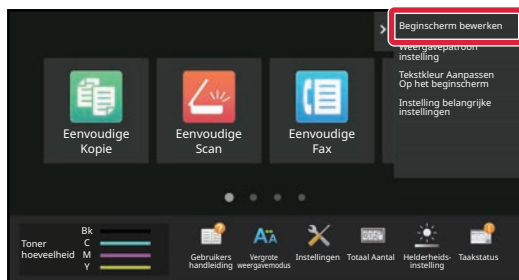 Beginscherm bewerken
Weergavepatroon
instelling
Tekstkleur Aanpassen
Op het beginscherm
Instelling belangrijke
instellingen
Eenvoudige
Kopie
Eenvoudige
Scan
Eenvoudige
Fax
Toner
hoeveelheid
Bk
C
M
Y
Gebruikers
handleiding
Vergrote
weergavemodus
Instellingen
Totaal Aantal
Helderheids-
instelling
Taakstatus